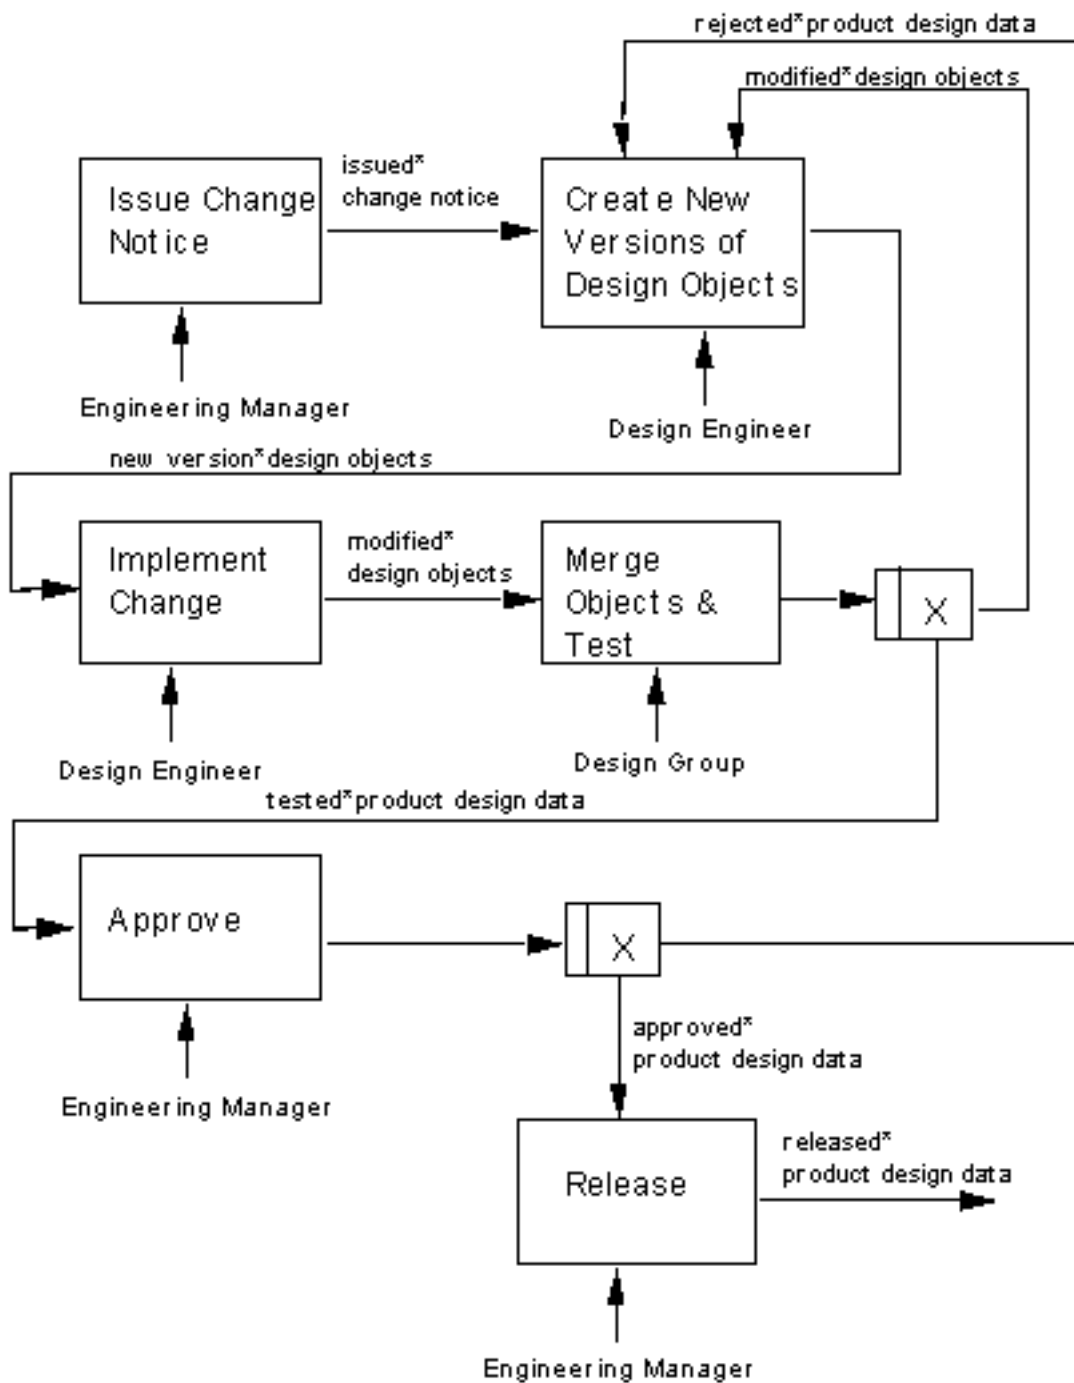 rejected*product design data
modified*design objects
issued*
change notice
Issue Change
Notice
Create New
Versions of
Design Objects
Engineering Manager
Design Engineer
new version*design objects
Implement
Change
modified*
design objects
Merge
Objects &
Test
X
Design Engineer
Design Group
tested*product design data
Approve
X
approved*
product design data
Engineering Manager
Release
released*
product design data
Engineering Manager